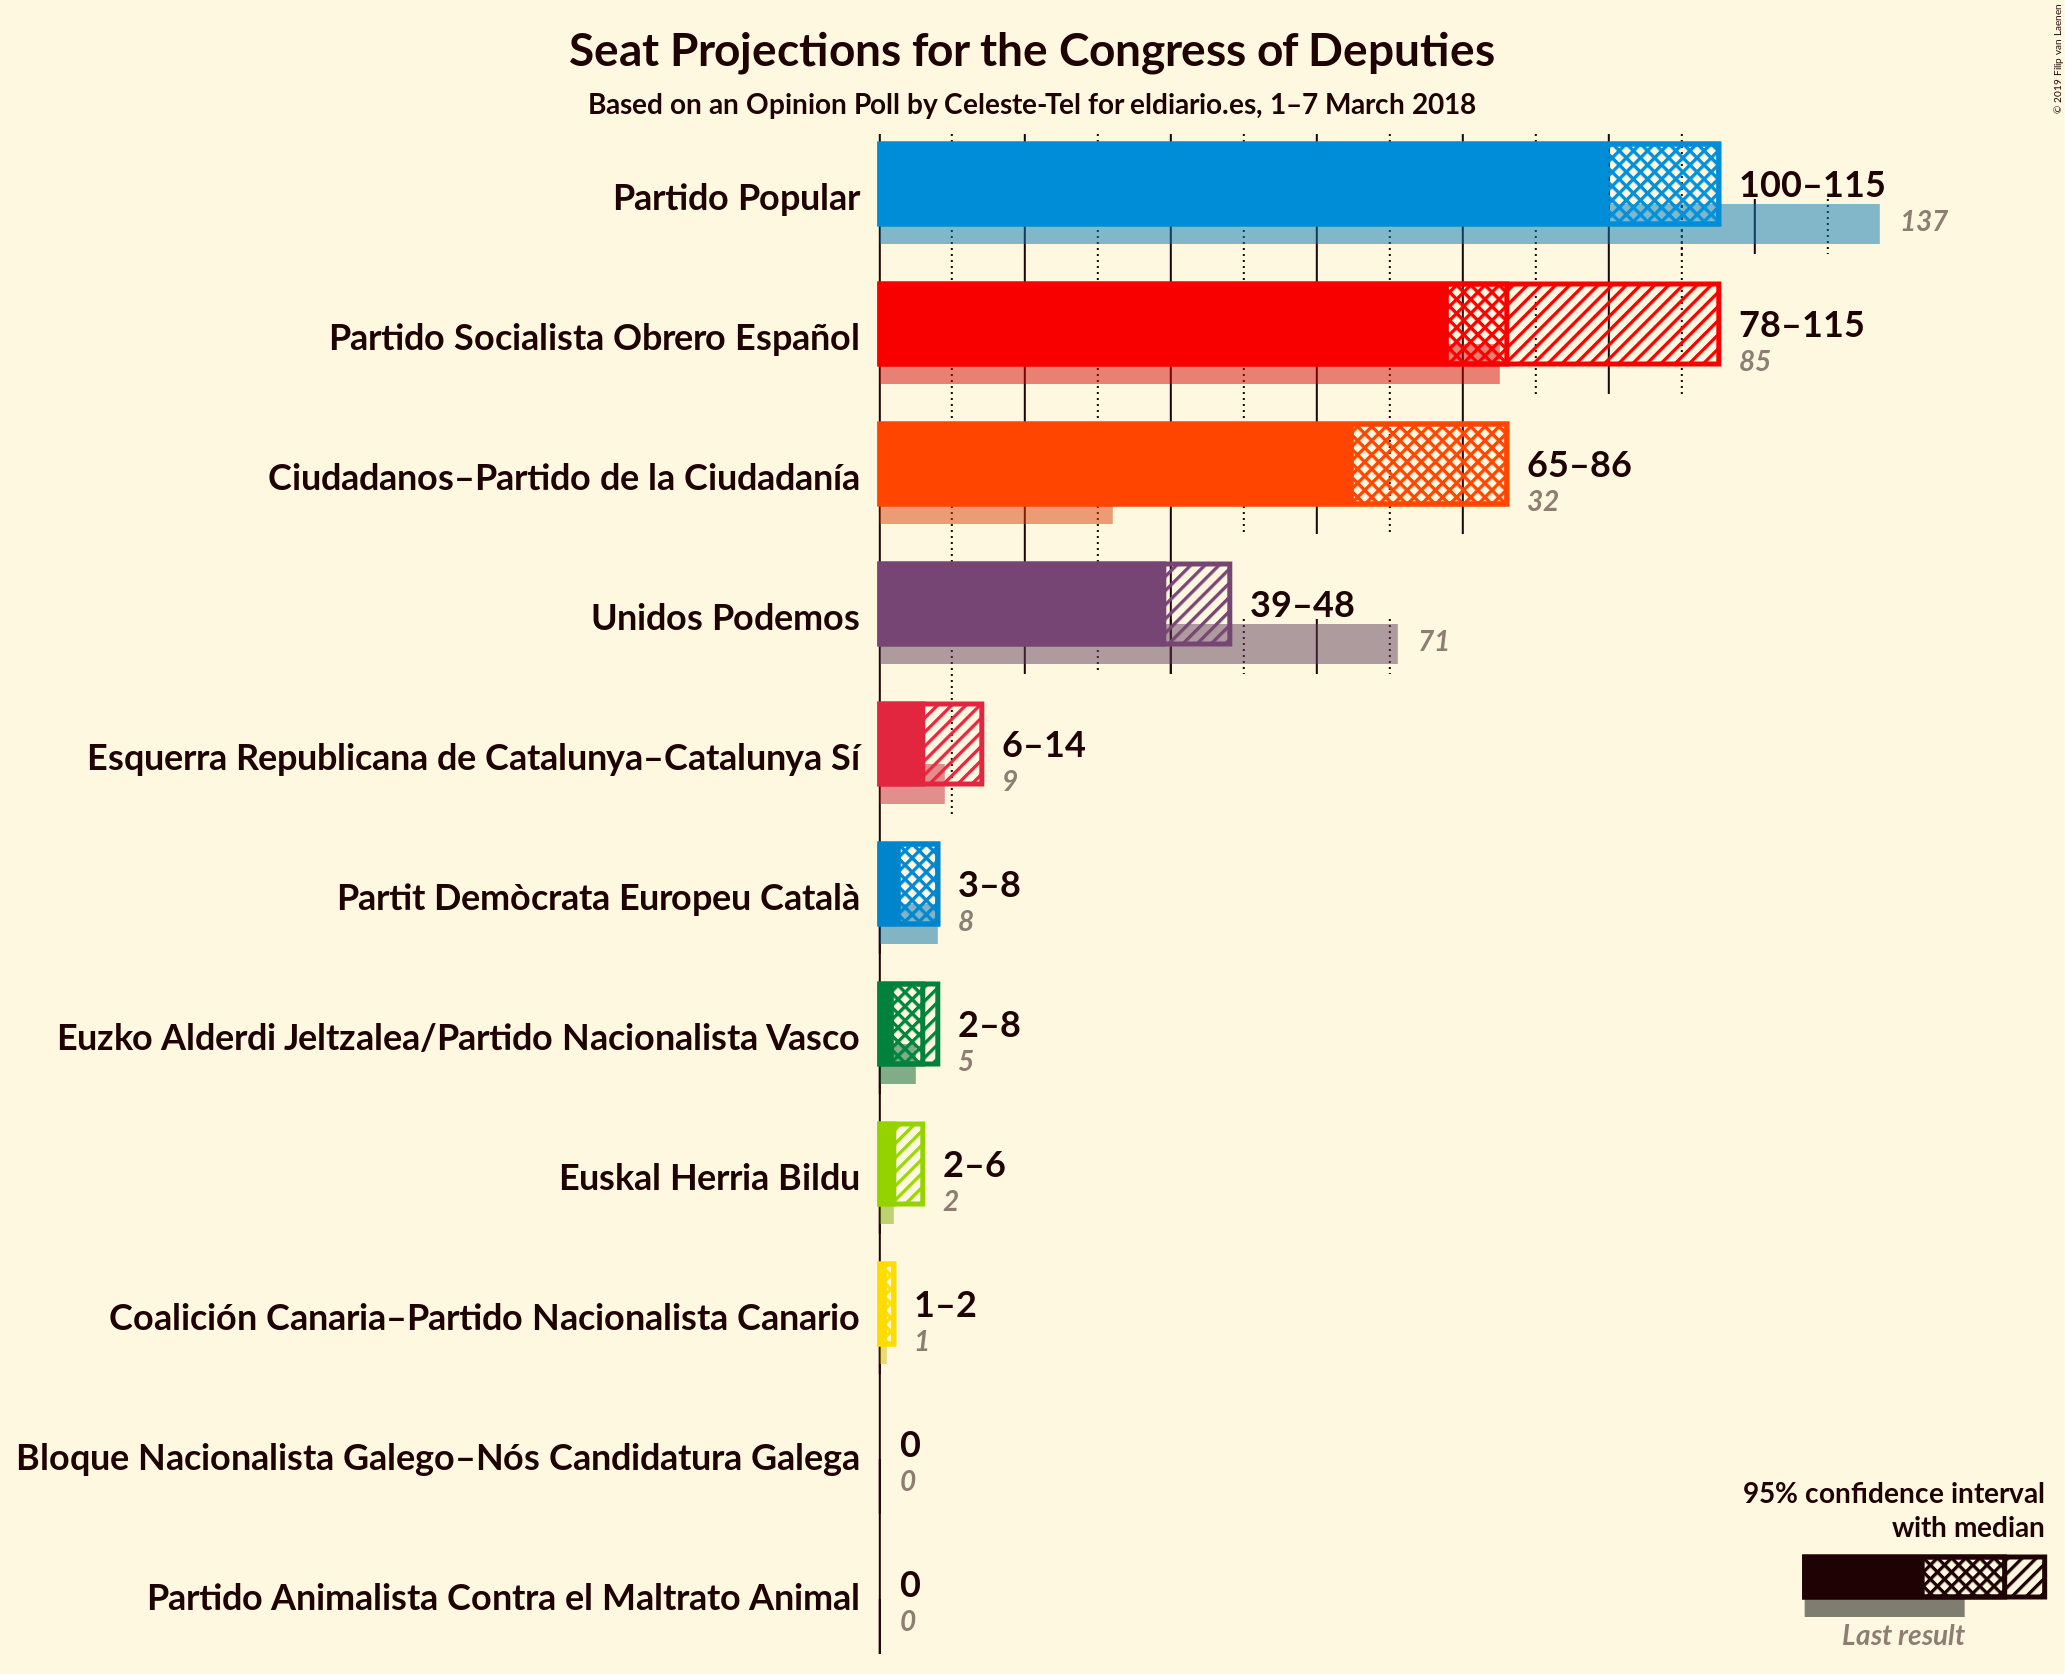 Seat Projections for the Congress of Deputies
Based on an Opinion Poll by Celeste-Tel for eldiario.es, 1–7 March 2018
© 2019 Filip van Laenen
Partido Popular
100–115
137
Partido Socialista Obrero Español
78–115
85
Ciudadanos–Partido de la Ciudadanía
65–86
32
Unidos Podemos
39–48
71
Esquerra Republicana de Catalunya–Catalunya Sí
6–14
9
Partit Demòcrata Europeu Català
3–8
8
Euzko Alderdi Jeltzalea/Partido Nacionalista Vasco
2–8
5
Euskal Herria Bildu
2–6
2
Coalición Canaria–Partido Nacionalista Canario
1–2
1
Bloque Nacionalista Galego–Nós Candidatura Galega
0
0
Partido Animalista Contra el Maltrato Animal
0
0
95% confidence interval
with median
Last result